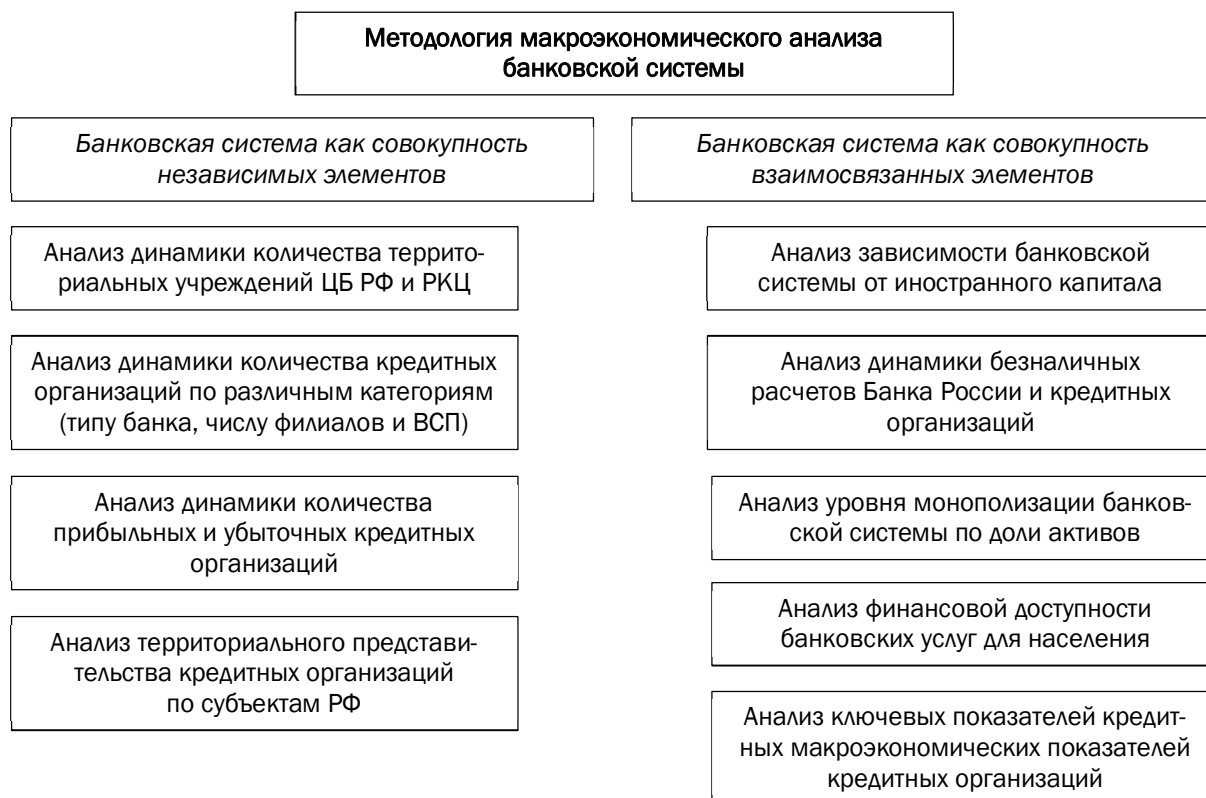 Методология макроэкономического анализа
банковской системы
Банковская система как совокупность
независимых элементов
Анализ динамики количества террито-
риальных учреждений ЦБ РФ и РКЦ
Анализ динамики количества кредитных
организаций по различным категориям
(типу банка, числу филиалов и ВСП)
Анализ динамики количества
прибыльных и убыточных кредитных
организаций
Анализ территориального представи-
тельства кредитных организаций
по субъектам РФ
Банковская система как совокупность
взаимосвязанных элементов
Анализ зависимости банковской
системы от иностранного капитала
Анализ динамики безналичных
расчетов Банка России и кредитных
организаций
Анализ уровня монополизации банков-
ской системы по доли активов
Анализ финансовой доступности
банковских услуг для населения
Анализ ключевых показателей кредит-
ных макроэкономических показателей
кредитных организаций